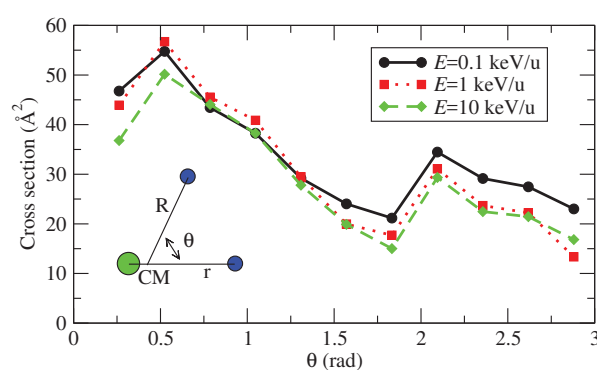 60
50
40
30
20
10
0
Cross section (Å²)
E=0.1 keV/u
E=1 keV/u
E=10 keV/u
R
θ
CM
r
0 0.5 1 1.5 2 2.5 3
θ (rad)